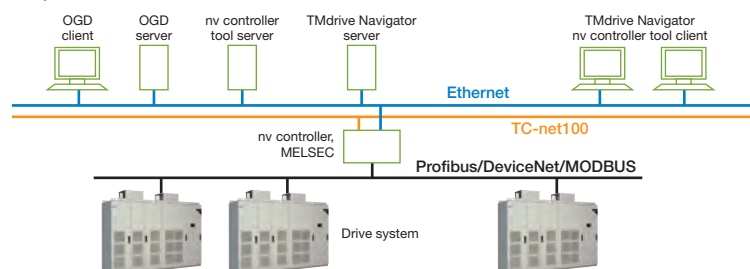 OGD
client
OGD
server
nv controller
tool server
TMdrive Navigator
server
TMdrive Navigator
nv controller tool client
Ethernet
TC-net100
nv controller,
MELSEC
Profibus/DeviceNet/MODBUS
Drive system